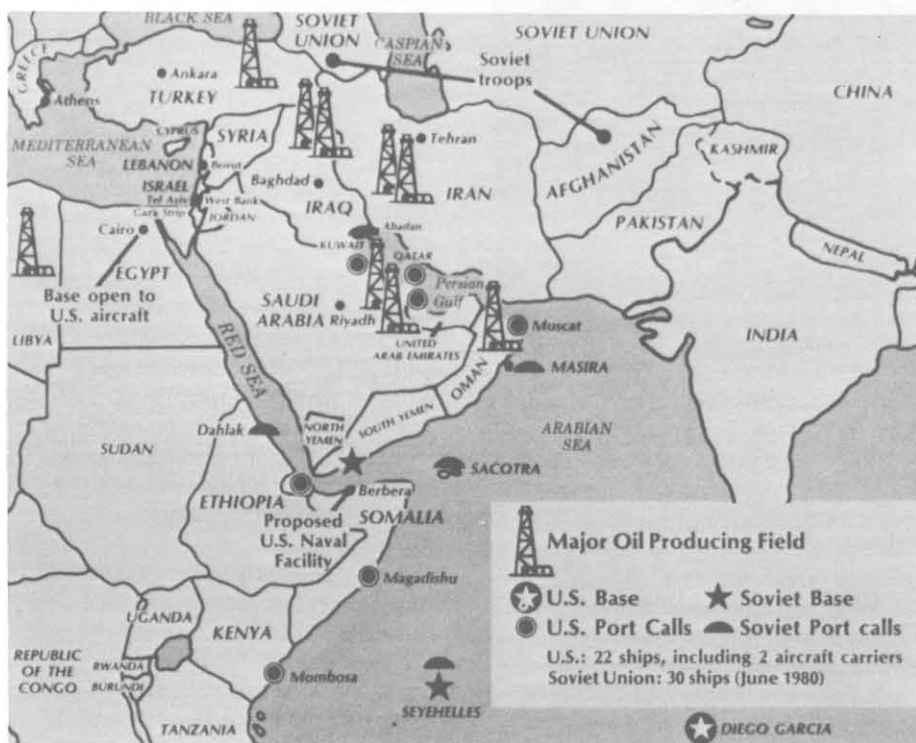 BLACK SEA
SOVIET
UNION
CASPIAN
SEA
SOVIET UNION
Soviet
troops
CHINA
GREECE
Athens
Ankara
TURKEY
Tehran
AFGHANISTAN
KASHMIR
MEDITERRANEAN
SEA
CYPRUS
SYRIA
LEBANON
Beirut
ISRAEL
Tel Aviv
West Bank
Gaza Strip
JORDAN
Baghdad
IRAQ
IRAN
PAKISTAN
NEPAL
Cairo
EGYPT
Base open to
U.S. aircraft
LIBYA
KUWAIT
Abadan
QALAR
Persian
Gulf
SAUDI
ARABIA
Riyadh
UNITED
ARAB EMIRATES
Muscat
OMAN
MASIRA
INDIA
RED SEA
Dahlak
NORTH
YEMEN
SOUTH YEMEN
ARABIAN
SEA
SUDAN
SACOTRA
ETHIOPIA
Berbera
Proposed
U.S. Naval
Facility
SOMALIA
Magadishu
UGANDA
KENYA
REPUBLIC
OF THE
CONGO
RWANDA
BURUNDI
Mombosa
TANZANIA
SEYEHELLES
DIEGO GARCIA
Major Oil Producing Field
U.S. Base
Soviet Base
U.S. Port Calls
Soviet Port calls
U.S.: 22 ships, including 2 aircraft carriers
Soviet Union: 30 ships (June 1980)